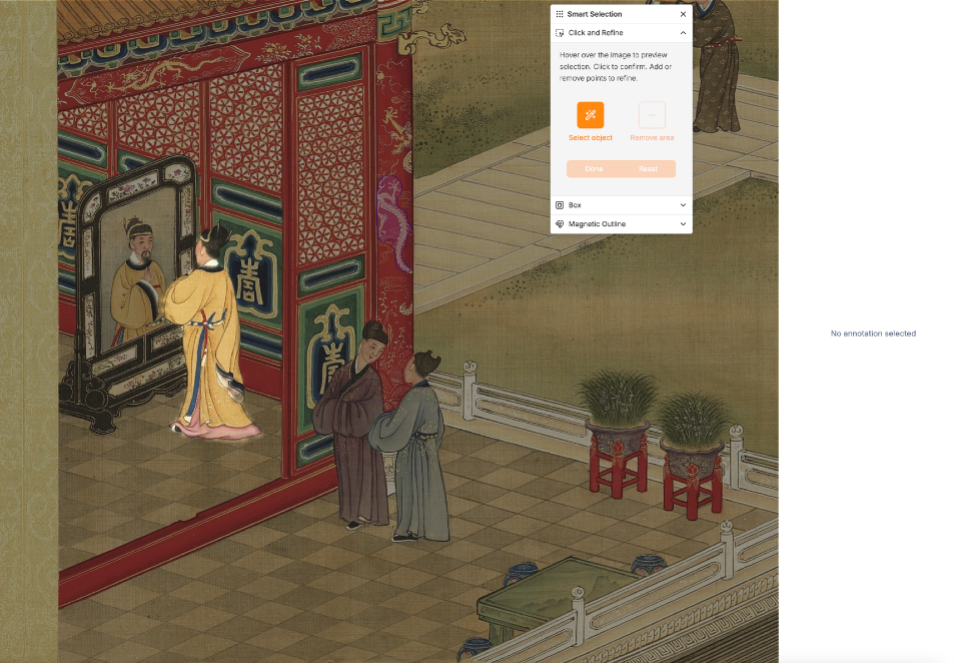 Smart Selection
Click and Refine
Hover over the image to preview
selection. Click to confirm. Add or
remove points to refine.
Select object
Remove area
Done
Reset
Box
Magnetic Outline
No annotation selected